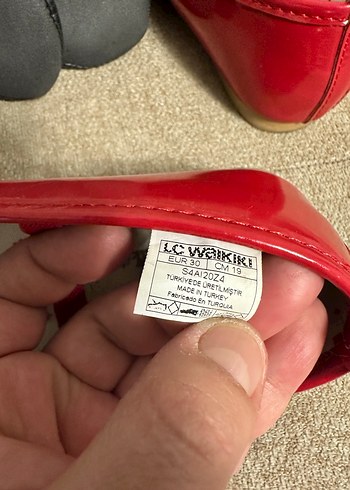 LC WAIKIKI
EUR 30 CM 19
S4AI20Z4
TÜRKİYE'DE ÜRETİLMİŞTİR
MADE IN TURKEY
Fabricado En TURQUIA